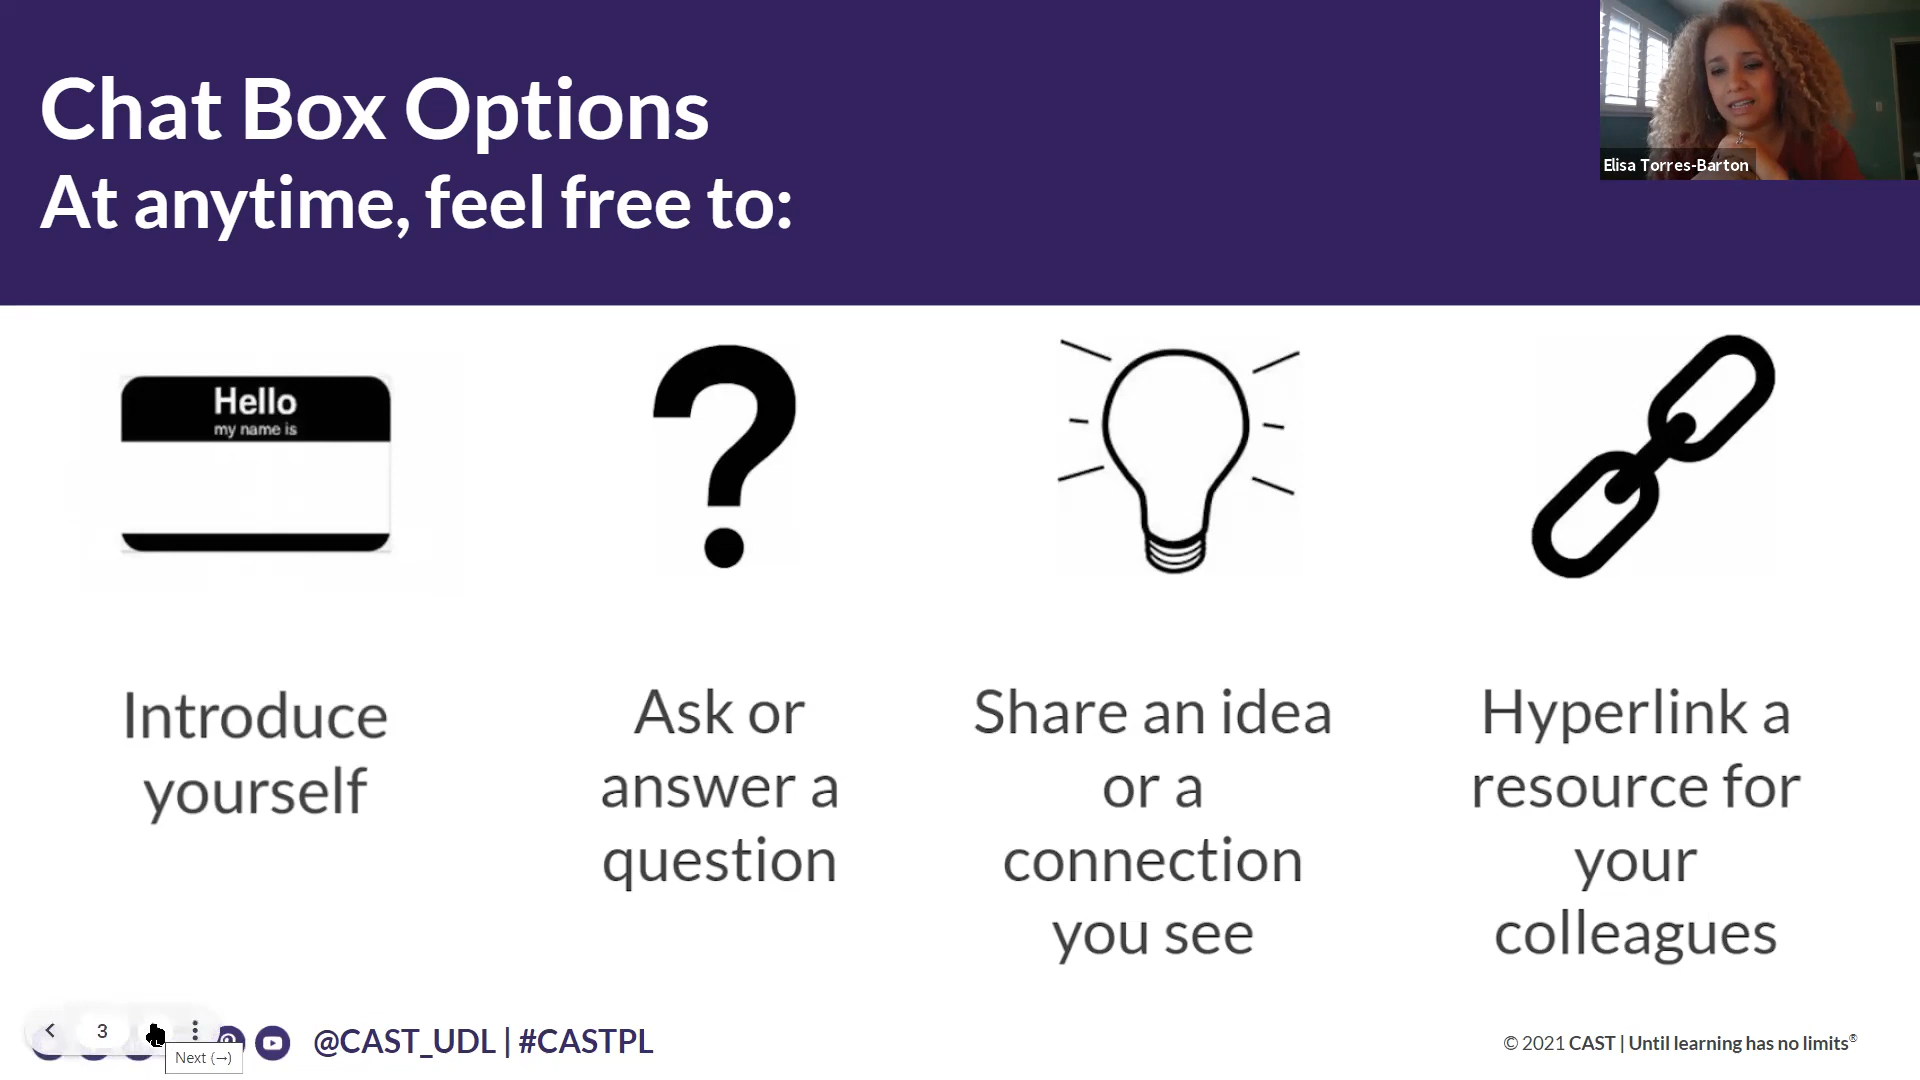 Chat Box Options
At anytime, feel free to:
Elisa Torres-Barton
Hello
my name is
Introduce
yourself
Ask or
answer a
question
Share an idea
or a
connection
you see
Hyperlink a
resource for
your
colleagues
3
Next (→)
@CAST_UDL | #CASTPL
© 2021 CAST | Until learning has no limits®